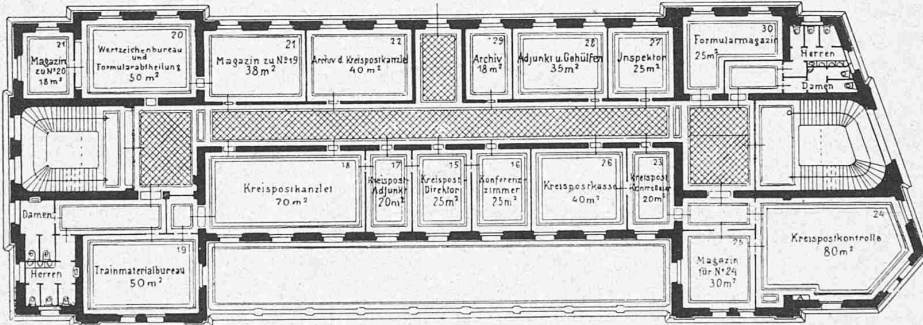 21
Magazin
zu Nº 20
18 m²
20
Wertzeichenbureau
und
Formularabtheilung
50 m²
21
Magazin zu Nº 19
38 m²
22
Archiv d. Kreispostkanzlei
40 m²
29
Archiv
18 m²
28
Adjunkt u. Gehülfen
35 m²
27
Inspektor
25 m²
30
Formularmagazin
25 m²
Herren
Damen
18
Kreispostkanzlei
70 m²
17
Kreispost-
Adjunkt
20 m²
15
Kreispost
Direktor
25 m²
16
Konferenz-
zimmer
25 m²
26
Kreispostkasse
40 m²
23
Kreispost
20 m²
24
Kreispostkontrolle
80 m²
25
Magazin
für Nº 24
30 m²
Damen
Herren
19
Trainmaterialbureau
50 m²